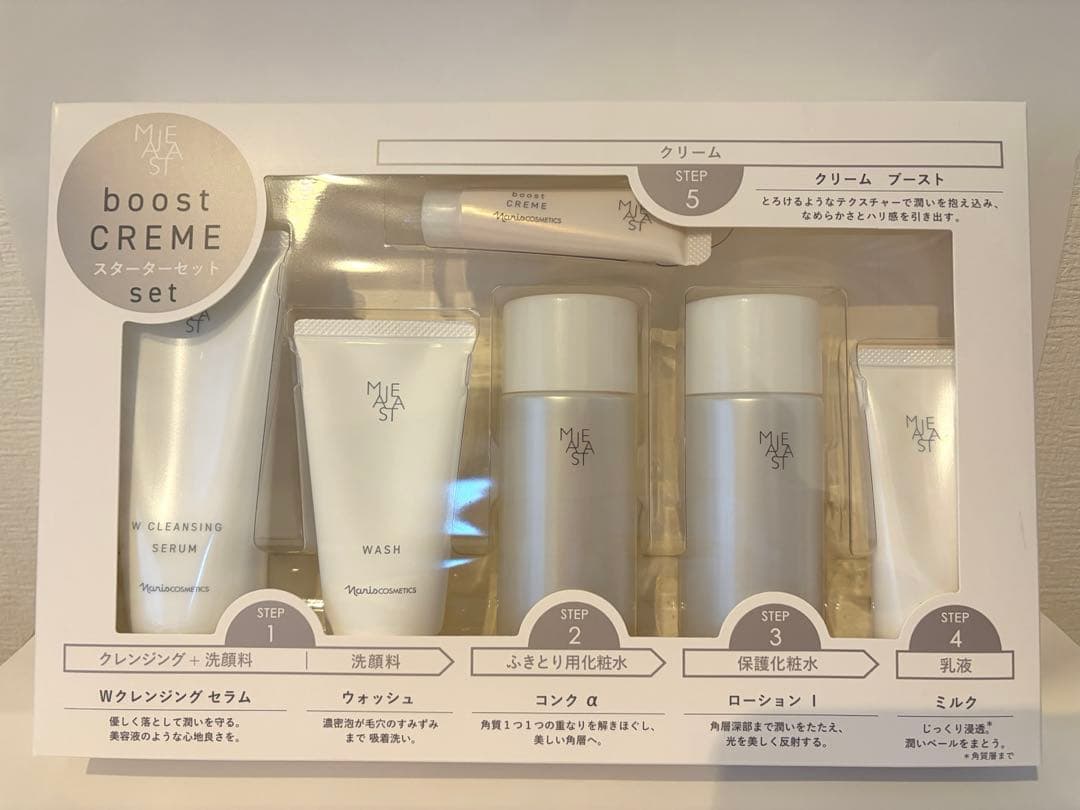 MAJESTA
boost
CREME
スターターセット
set
クリーム
STEP
5
クリーム ブースト
とろけるようなテクスチャーで潤いを抱え込み、
なめらかさとハリ感を引き出す。
boost
CREME
NarisCOSMETICS
MAJESTA
MAJESTA
W CLEANSING
SERUM
NarisCOSMETICS
MAJESTA
WASH
NarisCOSMETICS
MAJESTA
MAJESTA
MAJESTA
STEP
1
クレンジング + 洗顔料
Wクレンジング セラム
優しく落として潤いを守る。
美容液のような心地良さを。
洗顔料
ウォッシュ
濃密泡が毛穴のすみずみ
まで 吸着洗い。
STEP
2
ふきとり用化粧水
コンク α
角質1つ1つの重なりを解きほぐし、
美しい角層へ。
STEP
3
保護化粧水
ローション I
角層深部まで潤いをたたえ、
光を美しく反射する。
STEP
4
乳液
ミルク
じっくり浸透。*
潤いベールをまとう。
*角質層まで